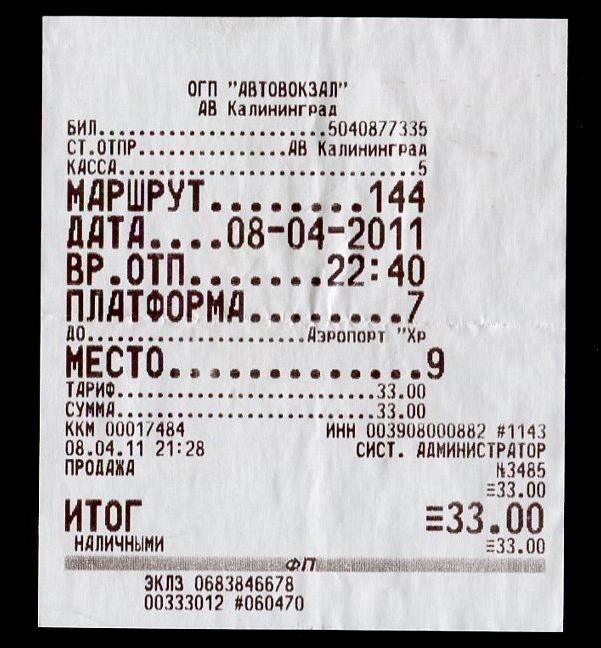 ОГП "АВТОВОКЗАЛ"
АВ Калининград
БИЛ.......................5040877335
СТ.ОТПР...............АВ Калининград
КАССА..............................5
МАРШРУТ........144
ДАТА....08-04-2011
ВР.ОТП.......22:40
ПЛАТФОРМА........7
ДО......................Аэропорт "Хр
МЕСТО.............9
ТАРИФ..........................33.00
СУММА..........................33.00
ККМ 00017484 ИНН 003908000882 #1143
08.04.11 21:28 СИСТ. АДМИНИСТРАТОР
ПРОДАЖА №3485
≡33.00
ИТОГ ≡33.00
НАЛИЧНЫМИ ≡33.00
ФП
ЭКЛЗ 0683846678
00333012 #060470